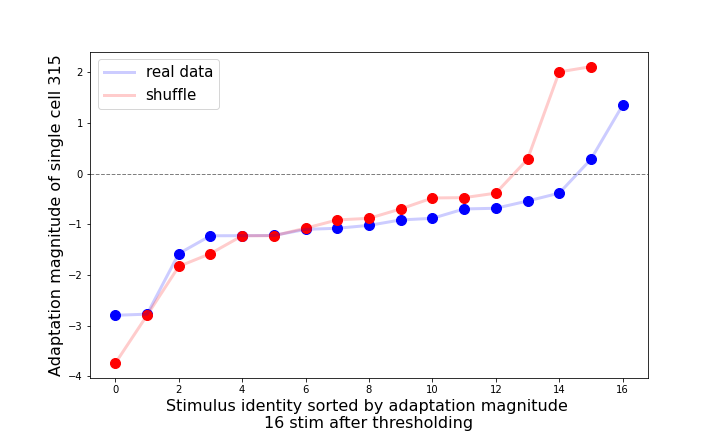 real data
shuffle
Adaptation magnitude of single cell 315
2
1
0
−1
−2
−3
−4
0 2 4 6 8 10 12 14 16
Stimulus identity sorted by adaptation magnitude
16 stim after thresholding